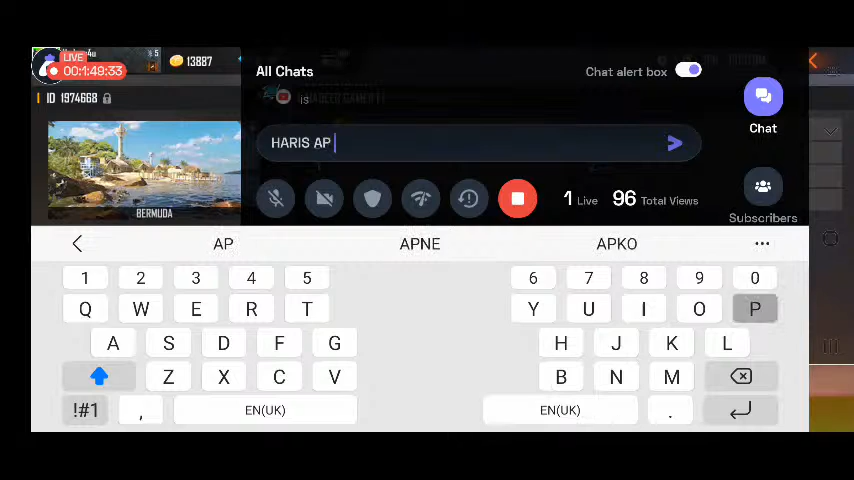 LIVE
00:1:49:33
5
13887
ID 1974668
BERMUDA
All Chats
Chat alert box
is
HARIS AP
Chat
1 Live 96 Total Views
Subscribers
AP APNE APKO
1 2 3 4 5 6 7 8 9 0
Q W E R T Y U I O P
A S D F G H J K L
Z X C V B N M
!#1 , EN(UK) EN(UK) .